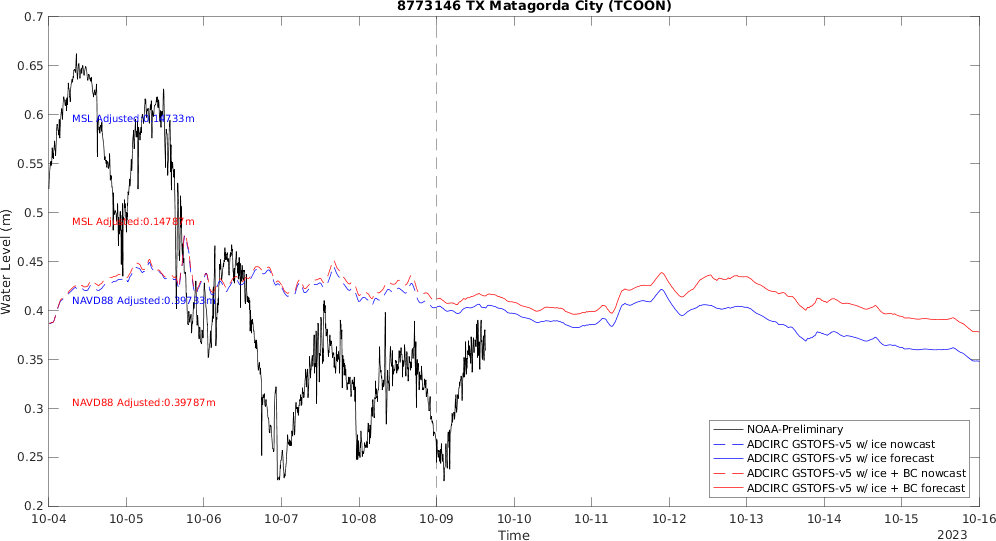 8773146 TX Matagorda City (TCOON)
0.7
0.65
0.6
0.55
0.5
0.45
0.4
0.35
0.3
0.25
0.2
Water Level (m)
MSL Adjusted:0.14733m
MSL Adjusted:0.14787m
NAVD88 Adjusted:0.39733m
NAVD88 Adjusted:0.39787m
NOAA-Preliminary
ADCIRC GSTOFS-v5 w/ ice nowcast
ADCIRC GSTOFS-v5 w/ ice forecast
ADCIRC GSTOFS-v5 w/ ice + BC nowcast
ADCIRC GSTOFS-v5 w/ ice + BC forecast
10-04 10-05 10-06 10-07 10-08 10-09 10-10 10-11 10-12 10-13 10-14 10-15 10-16
Time
2023